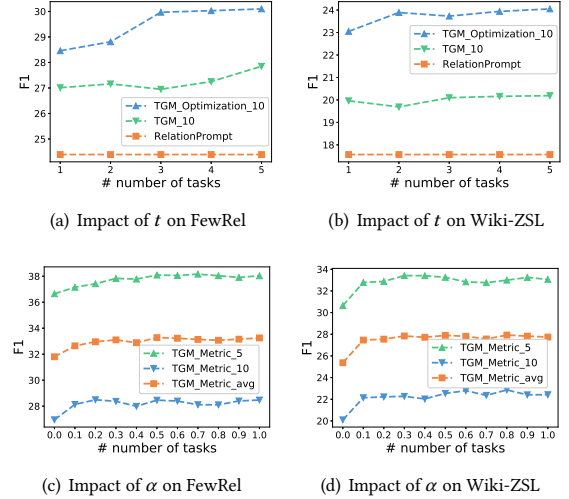 30
29
28
27
26
25
F1
TGM_Optimization_10
TGM_10
RelationPrompt
1 2 3 4 5
# number of tasks
(a) Impact of t on FewRel
24
23
22
21
20
19
18
F1
TGM_Optimization_10
TGM_10
RelationPrompt
1 2 3 4 5
# number of tasks
(b) Impact of t on Wiki-ZSL
38
36
34
32
30
28
F1
TGM_Metric_5
TGM_Metric_10
TGM_Metric_avg
0.0 0.1 0.2 0.3 0.4 0.5 0.6 0.7 0.8 0.9 1.0
# number of tasks
(c) Impact of α on FewRel
34
32
30
28
26
24
22
20
F1
TGM_Metric_5
TGM_Metric_10
TGM_Metric_avg
0.0 0.1 0.2 0.3 0.4 0.5 0.6 0.7 0.8 0.9 1.0
# number of tasks
(d) Impact of α on Wiki-ZSL